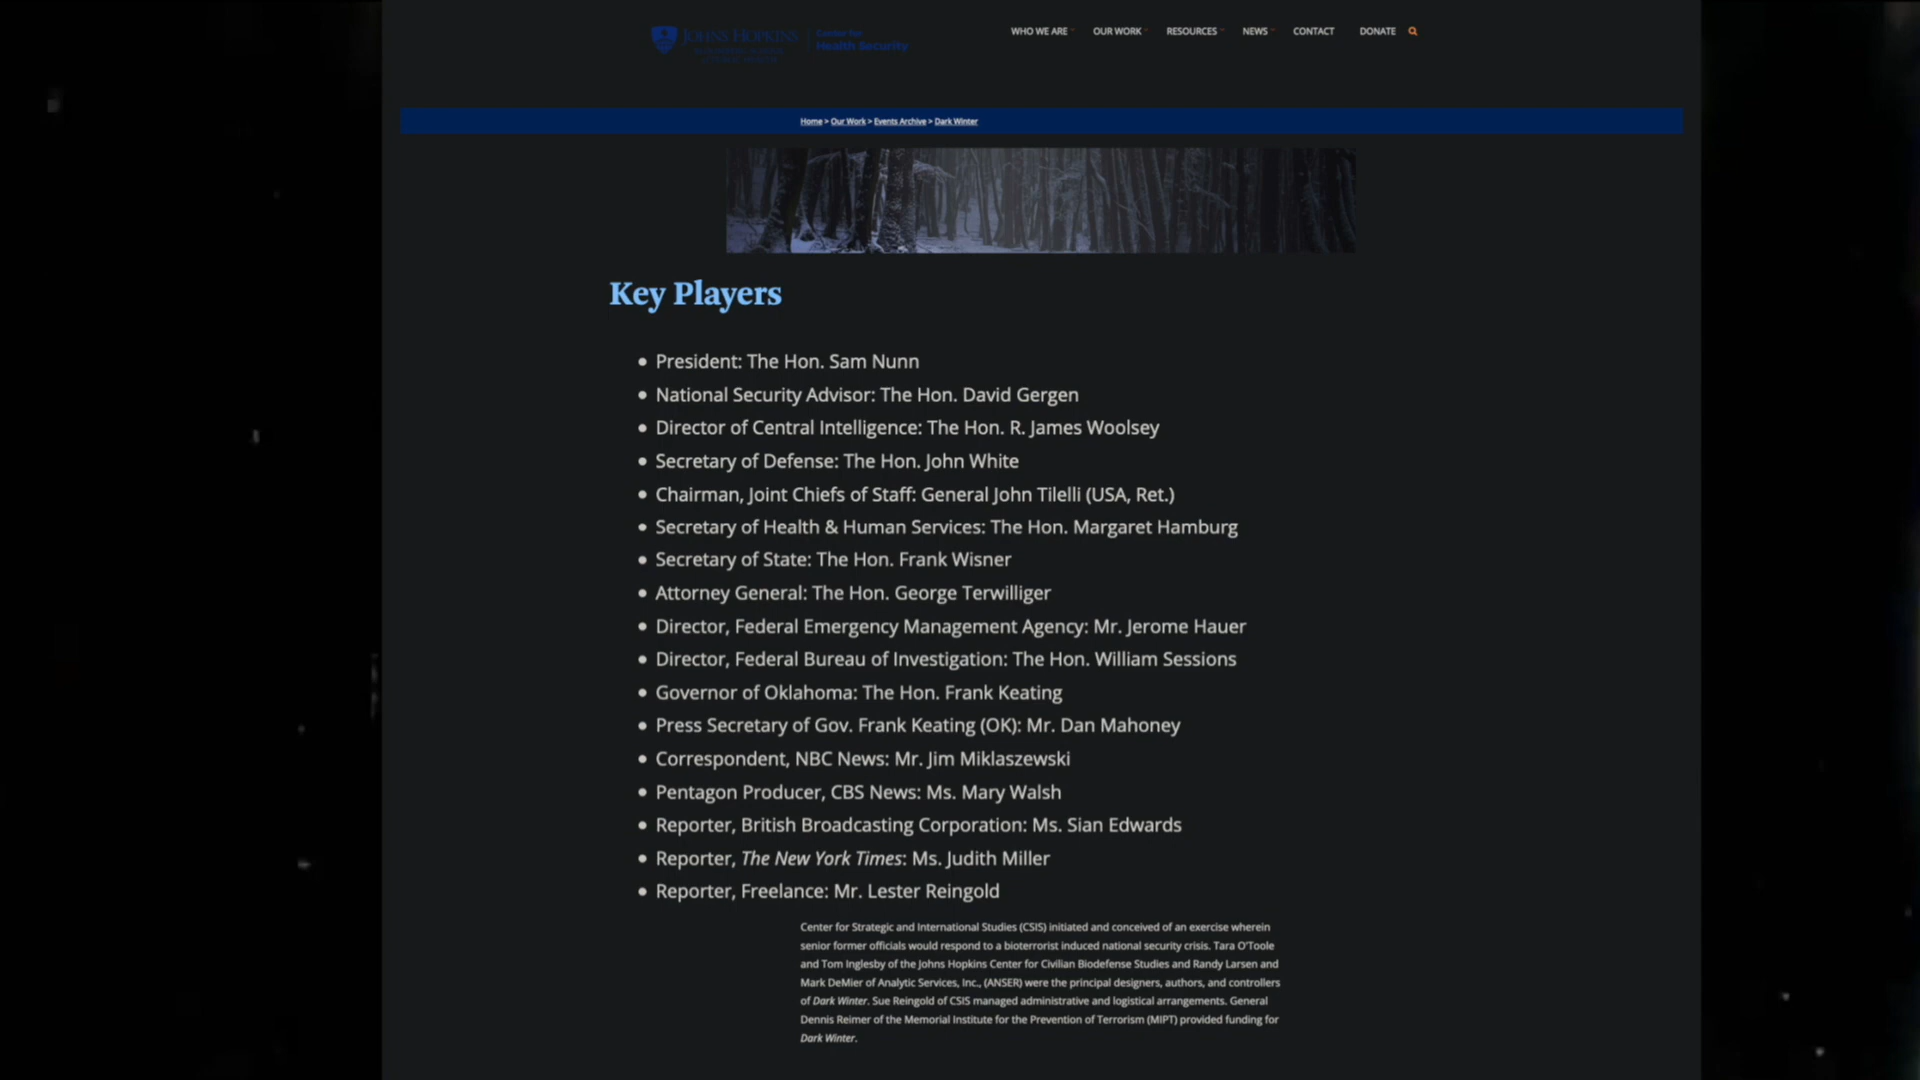 JOHNS HOPKINS
Center for
Health Security
WHO WE ARE
OUR WORK
RESOURCES
NEWS
CONTACT
DONATE
Home > Our Work > Events Archive > Dark Winter
Key Players
• President: The Hon. Sam Nunn
• National Security Advisor: The Hon. David Gergen
• Director of Central Intelligence: The Hon. R. James Woolsey
• Secretary of Defense: The Hon. John White
• Chairman, Joint Chiefs of Staff: General John Tilelli (USA, Ret.)
• Secretary of Health & Human Services: The Hon. Margaret Hamburg
• Secretary of State: The Hon. Frank Wisner
• Attorney General: The Hon. George Terwilliger
• Director, Federal Emergency Management Agency: Mr. Jerome Hauer
• Director, Federal Bureau of Investigation: The Hon. William Sessions
• Governor of Oklahoma: The Hon. Frank Keating
• Press Secretary of Gov. Frank Keating (OK): Mr. Dan Mahoney
• Correspondent, NBC News: Mr. Jim Miklaszewski
• Pentagon Producer, CBS News: Ms. Mary Walsh
• Reporter, British Broadcasting Corporation: Ms. Sian Edwards
• Reporter, The New York Times: Ms. Judith Miller
• Reporter, Freelance: Mr. Lester Reingold
Center for Strategic and International Studies (CSIS) initiated and conceived of an exercise wherein
senior former officials would respond to a bioterrorist induced national security crisis. Tara O'Toole
and Tom Inglesby of the Johns Hopkins Center for Civilian Biodefense Studies and Randy Larsen and
Mark DeMier of Analytic Services, Inc., (ANSER) were the principal designers, authors, and controllers
of Dark Winter. Sue Reingold of CSIS managed administrative and logistical arrangements. General
Dennis Reimer of the Memorial Institute for the Prevention of Terrorism (MIPT) provided funding for
Dark Winter.